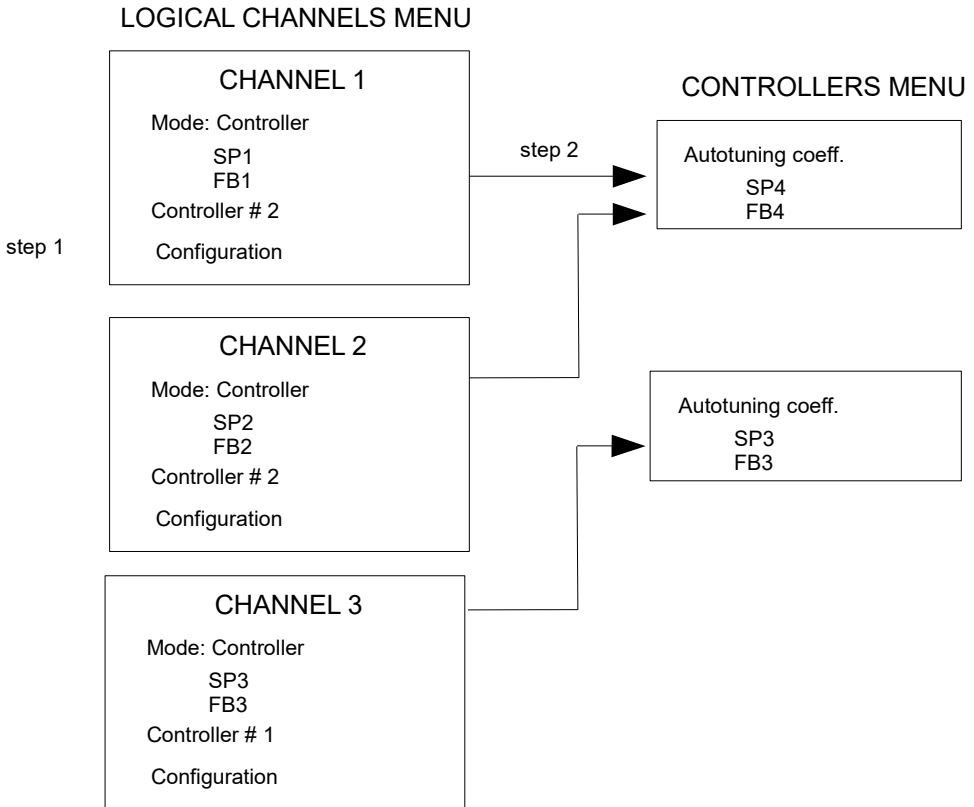 LOGICAL CHANNELS MENU
CHANNEL 1
Mode: Controller
SP1
FB1
Controller # 2
Configuration
step 1
step 2
CONTROLLERS MENU
Autotuning coeff.
SP4
FB4
CHANNEL 2
Mode: Controller
SP2
FB2
Controller # 2
Configuration
Autotuning coeff.
SP3
FB3
CHANNEL 3
Mode: Controller
SP3
FB3
Controller # 1
Configuration